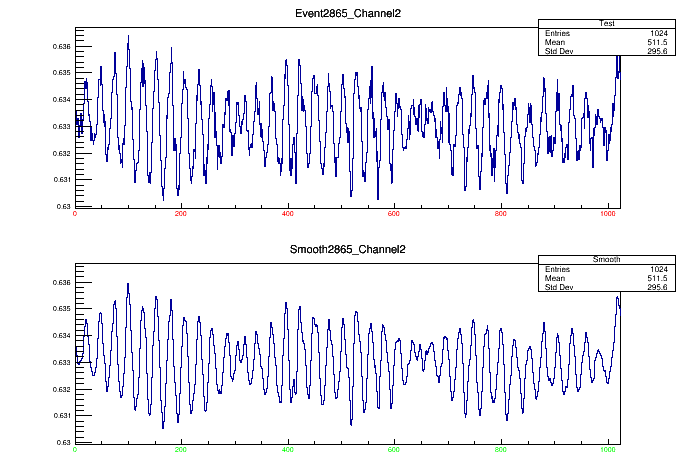 Event2865_Channel2
Test
Entries 1024
Mean 511.5
Std Dev 295.6
0.636
0.635
0.634
0.633
0.632
0.631
0.63
0 200 400 600 800 1000
Smooth2865_Channel2
Smooth
Entries 1024
Mean 511.5
Std Dev 295.6
0.636
0.635
0.634
0.633
0.632
0.631
0.63
0 200 400 600 800 1000